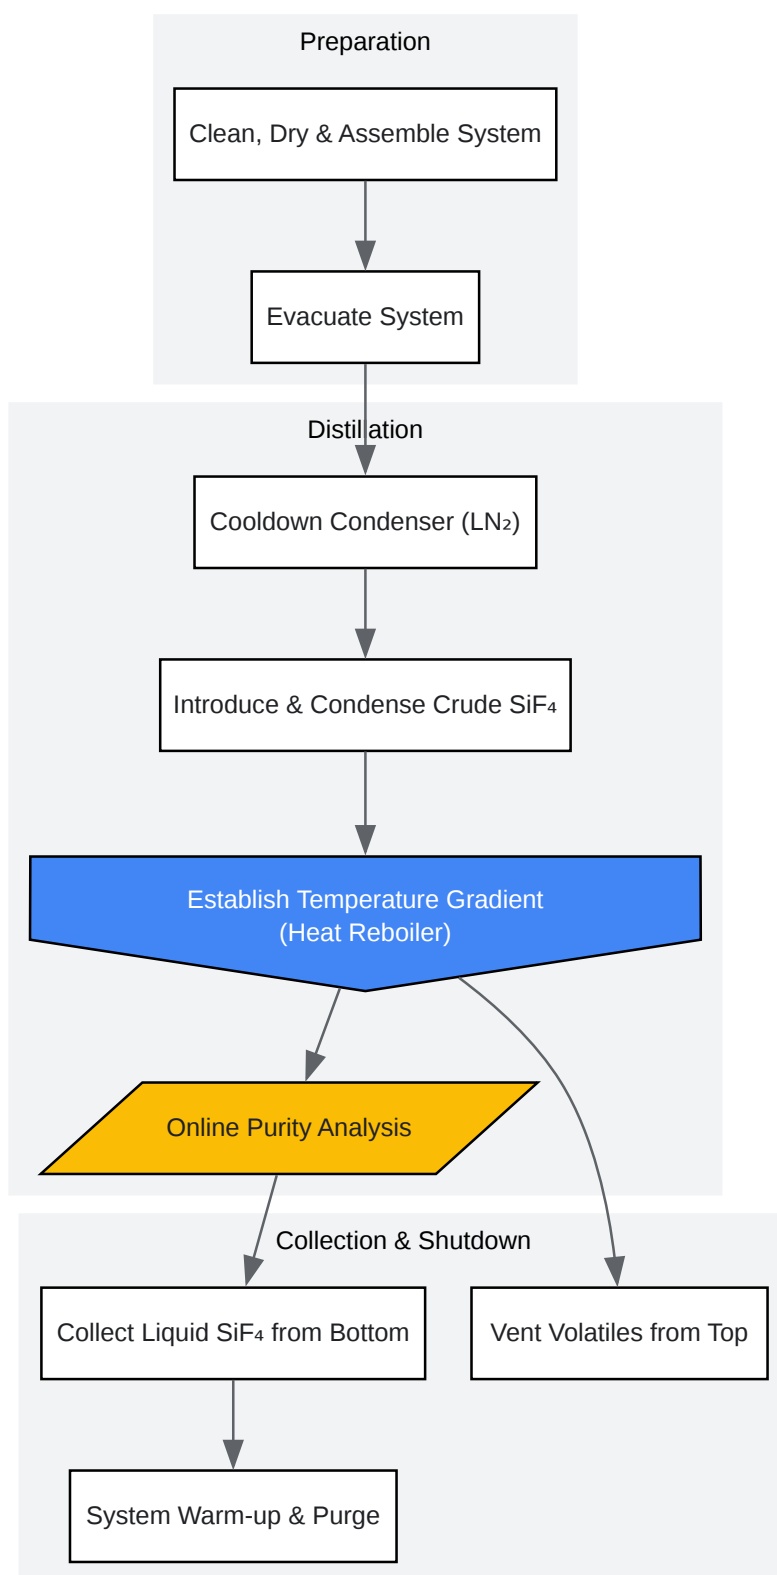 Preparation
Clean, Dry & Assemble System
Evacuate System
Distillation
Cooldown Condenser (LN₂)
Introduce & Condense Crude SiF₄
Establish Temperature Gradient
(Heat Reboiler)
Online Purity Analysis
Collection & Shutdown
Collect Liquid SiF₄ from Bottom
Vent Volatiles from Top
System Warm-up & Purge